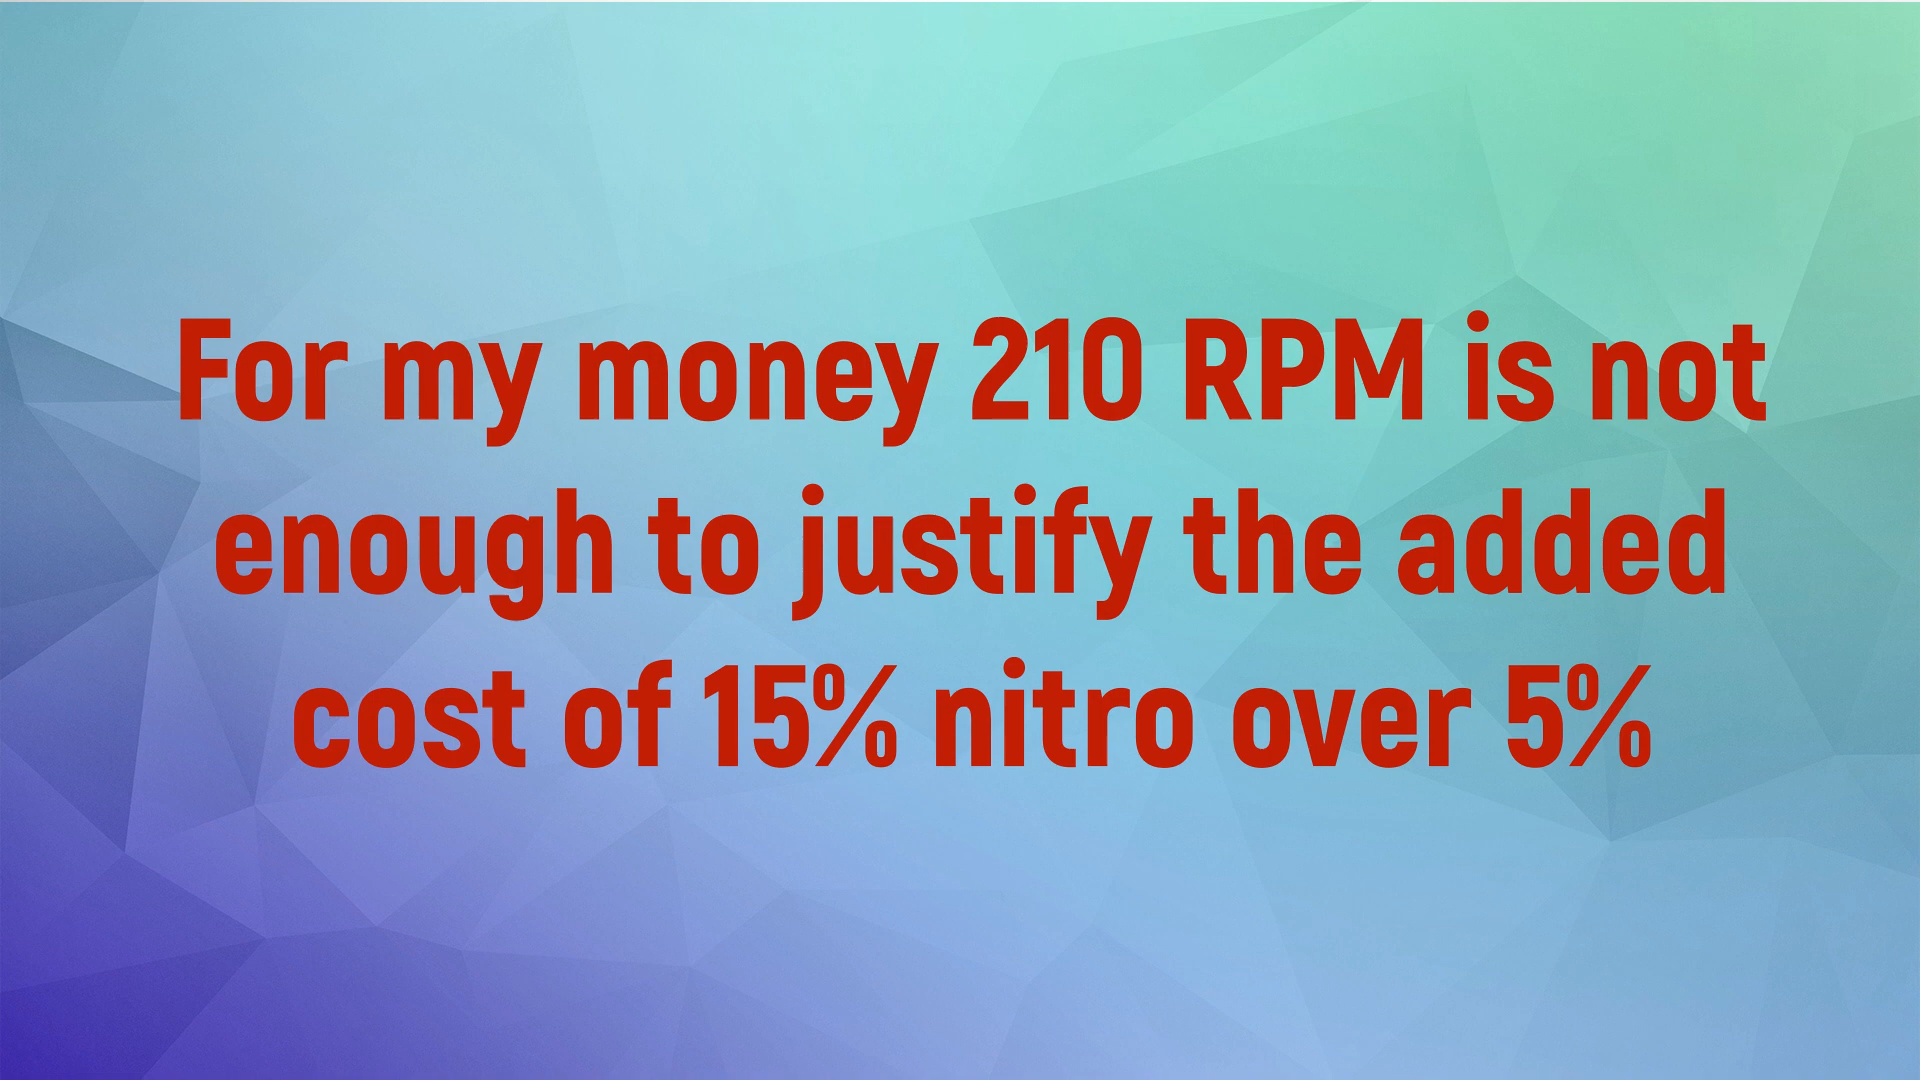 For my money 210 RPM is not
enough to justify the added
cost of 15% nitro over 5%